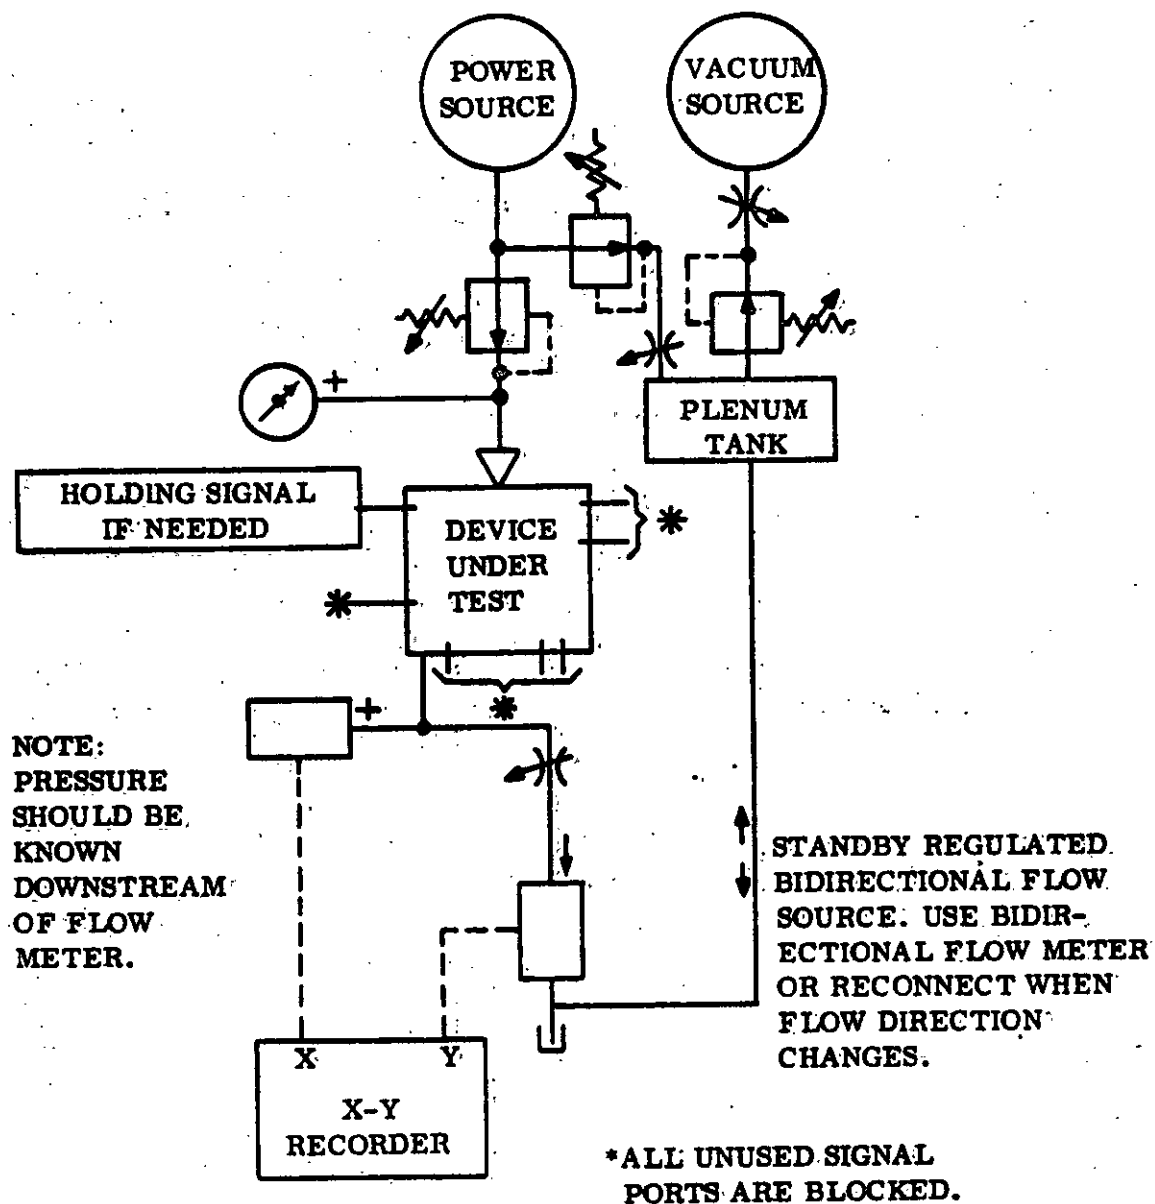 POWER
SOURCE
VACUUM
SOURCE
+
PLENUM
TANK
HOLDING SIGNAL
IF NEEDED
DEVICE
UNDER
TEST
*
*
*
+
NOTE:
PRESSURE
SHOULD BE
KNOWN
DOWNSTREAM
OF FLOW
METER.
STANDBY REGULATED
BIDIRECTIONAL FLOW
SOURCE. USE BIDIR-
ECTIONAL FLOW METER
OR RECONNECT WHEN
FLOW DIRECTION
CHANGES.
X Y
X-Y
RECORDER
*ALL UNUSED SIGNAL
PORTS ARE BLOCKED.